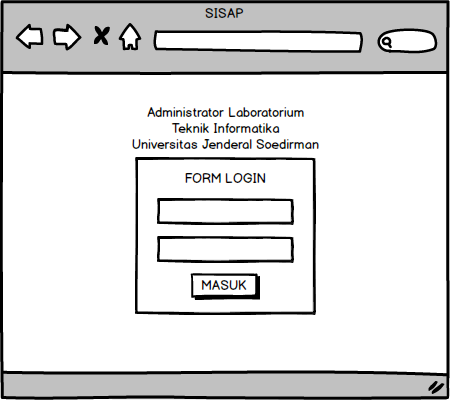 SISAP
Administrator Laboratorium
Teknik Informatika
Universitas Jenderal Soedirman
FORM LOGIN
MASUK